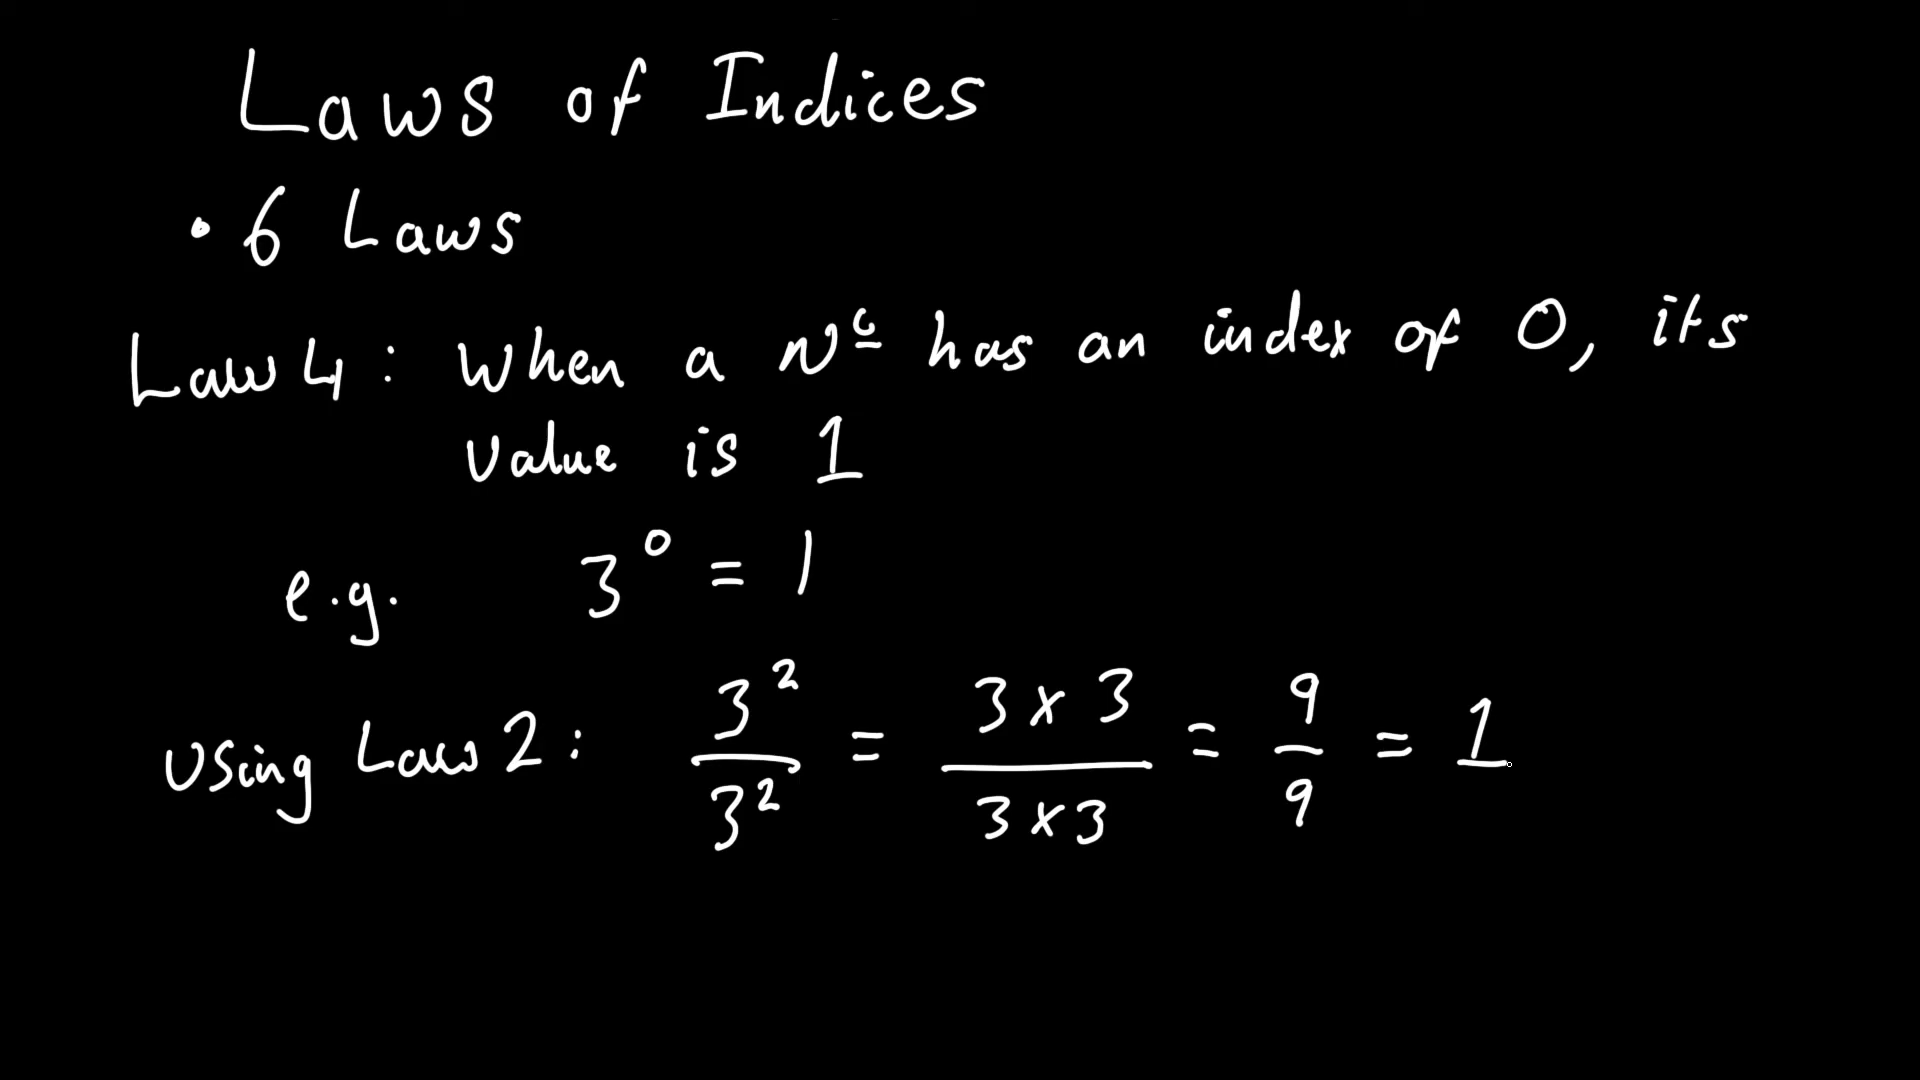 Laws of Indices
• 6 Laws
Law 4: When a Nº has an index of 0, its
value is 1
e.g. 3⁰ = 1
Using Law 2: 3²/3² = 3 x 3/3 x 3 = 9/9 = 1